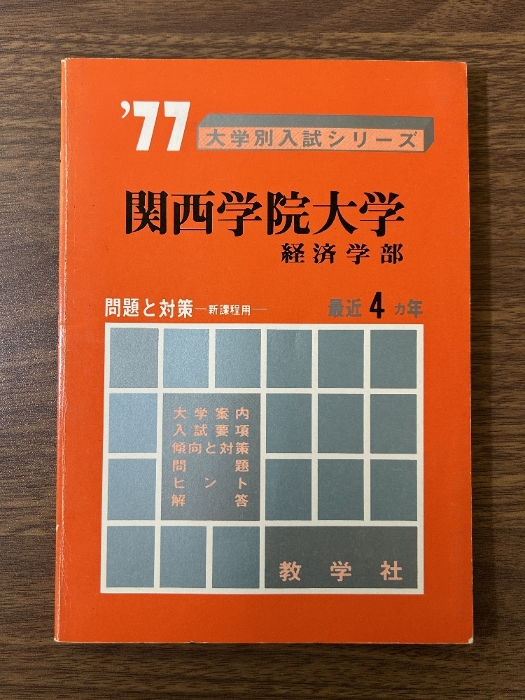 '77
大学別入試シリーズ
関西学院大学
経済学部
問題と対策—新課程用—
最近4カ年
大学案内
入試要項
傾向と対策
問題
ヒント
解答
教学社